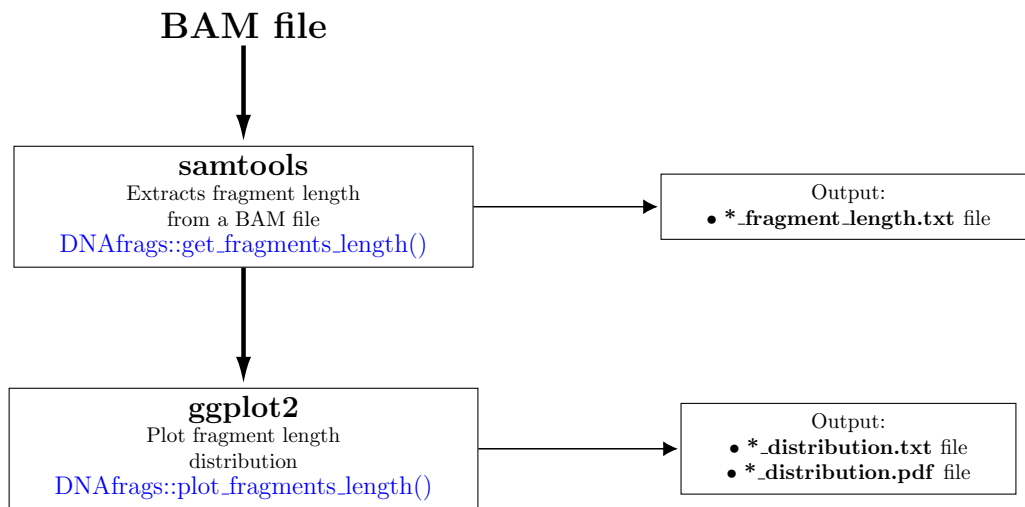 BAM file
samtools
Extracts fragment length
from a BAM file
DNAfrags::get_fragments_length()
Output:
• *_fragment_length.txt file
ggplot2
Plot fragment length
distribution
DNAfrags::plot_fragments_length()
Output:
• *_distribution.txt file
• *_distribution.pdf file